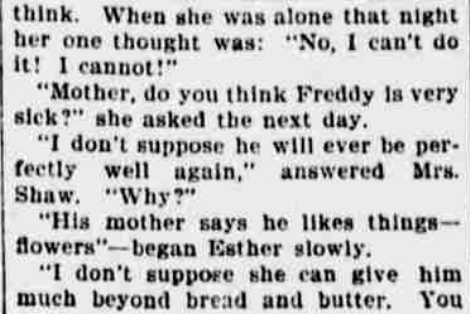 think. When she was alone that night
her one thought was: "No, I can't do
it! I cannot!"
"Mother, do you think Freddy is very
sick?" she asked the next day.
"I don't suppose he will ever be per-
fectly well again," answered Mrs.
Shaw. "Why?"
"His mother says he likes things—
flowers"—began Esther slowly.
"I don't suppose she can give him
much beyond bread and butter. You